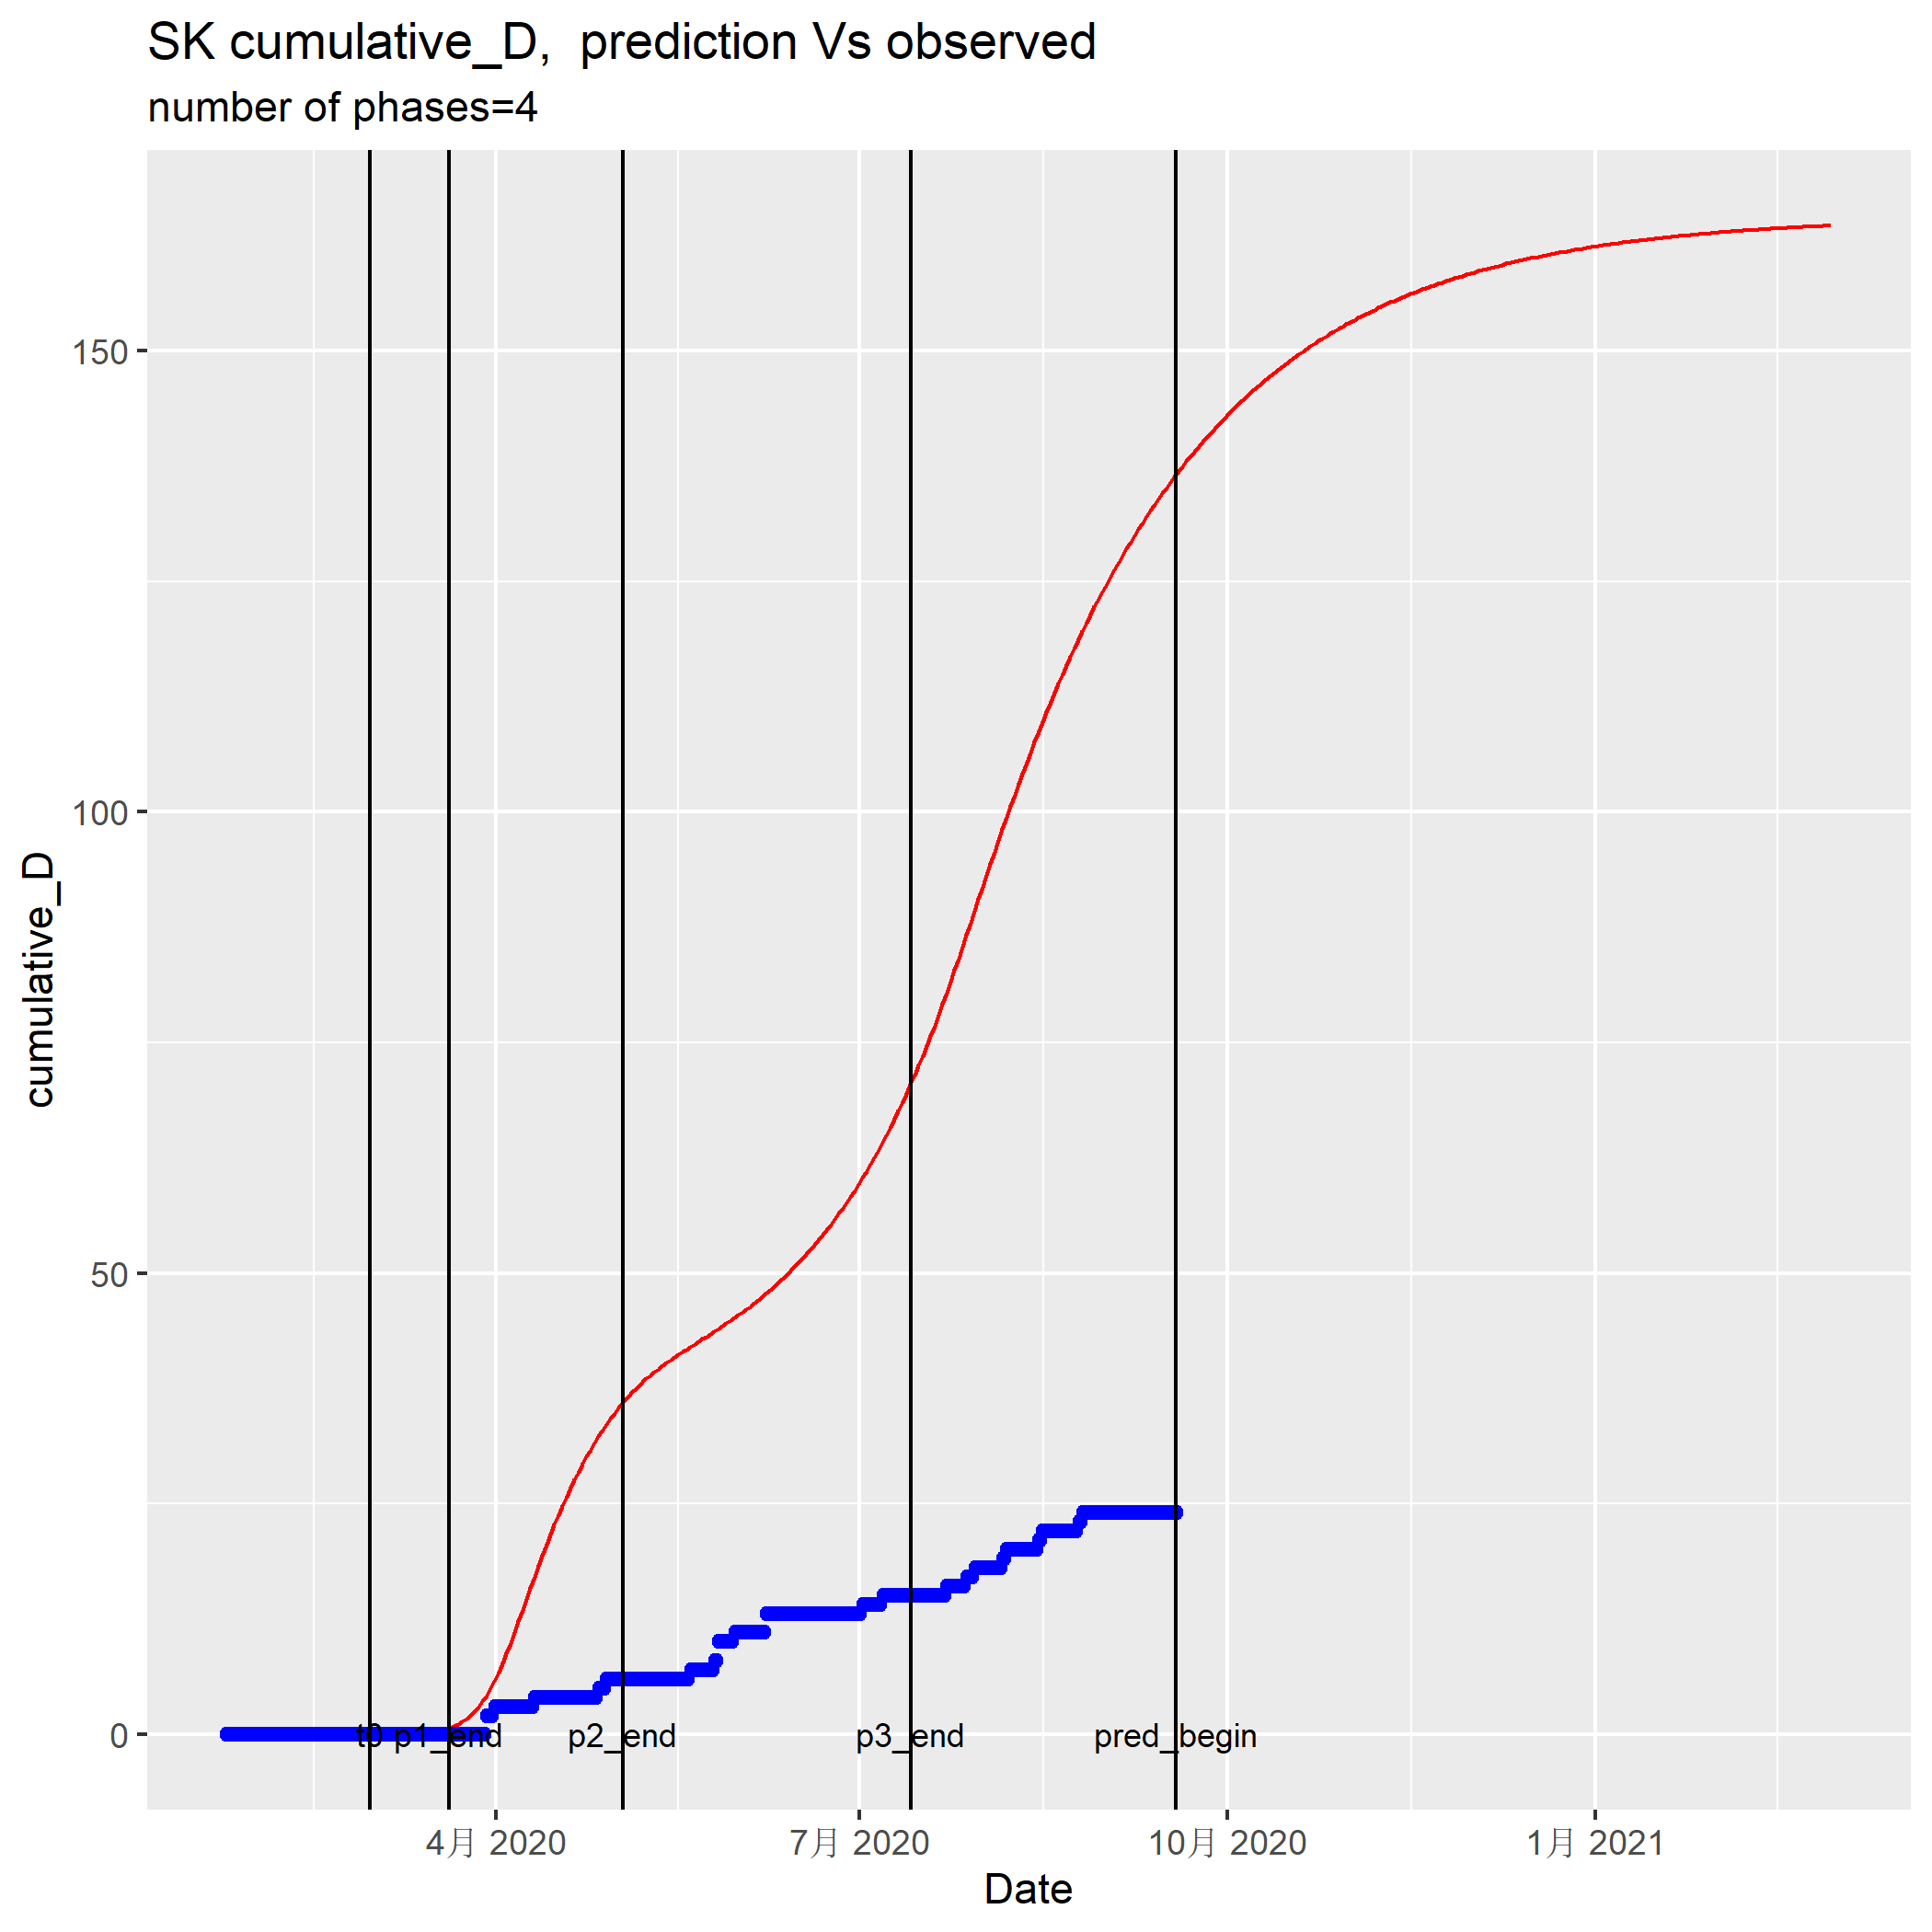 SK cumulative_D,  prediction Vs observed
number of phases=4
cumulative_D
150
100
50
0
t0 p1_end p2_end p3_end pred_begin
4月 2020 7月 2020 10月 2020 1月 2021
Date